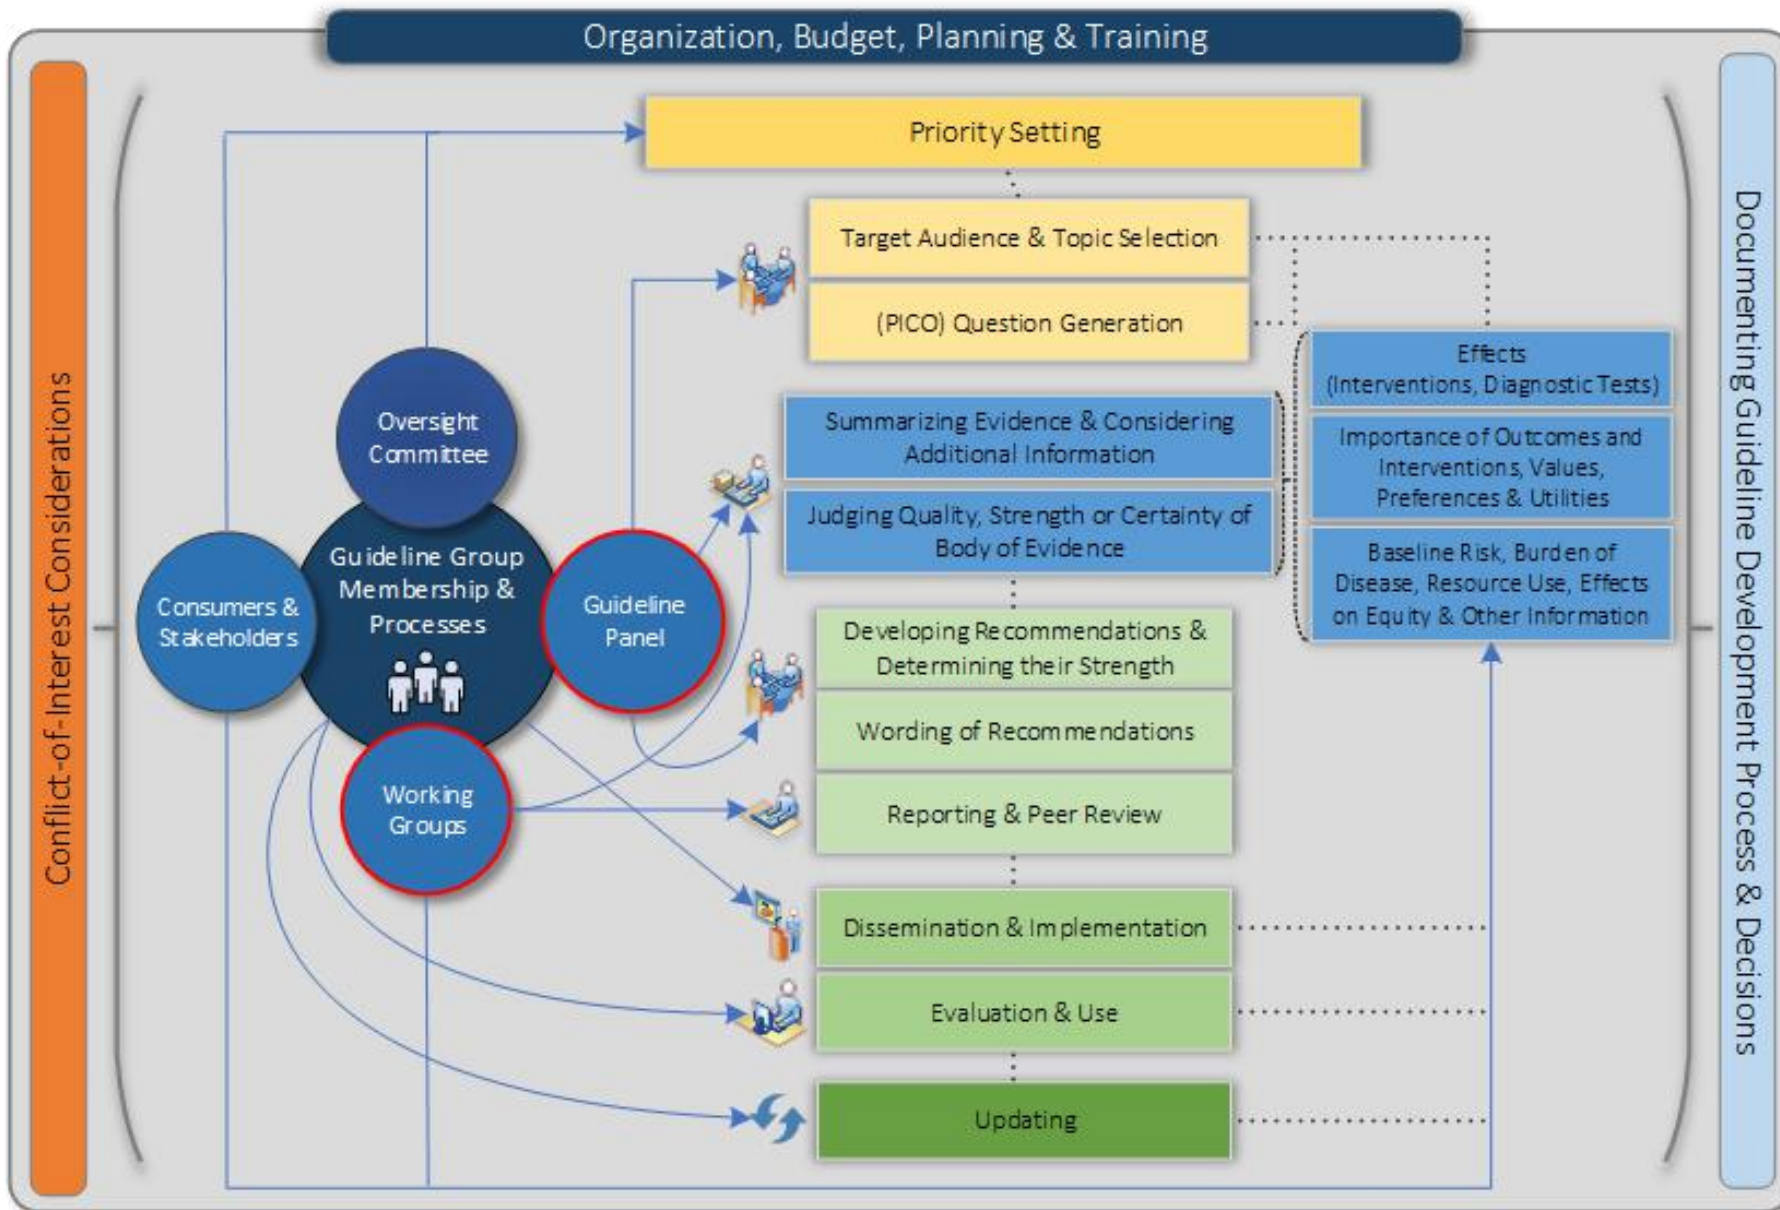 Organization, Budget, Planning & Training
Conflict-of-Interest Considerations
Priority Setting
Target Audience & Topic Selection
(PICO) Question Generation
Oversight
Committee
Guideline Group
Membership &
Processes
Consumers &
Stakeholders
Guideline
Panel
Working
Groups
Summarizing Evidence & Considering
Additional Information
Judging Quality, Strength or Certainty of
Body of Evidence
Effects
(Interventions, Diagnostic Tests)
Importance of Outcomes and
Interventions, Values,
Preferences & Utilities
Baseline Risk, Burden of
Disease, Resource Use, Effects
on Equity & Other Information
Developing Recommendations &
Determining their Strength
Wording of Recommendations
Reporting & Peer Review
Dissemination & Implementation
Evaluation & Use
Updating
Documenting Guideline Development Process & Decisions